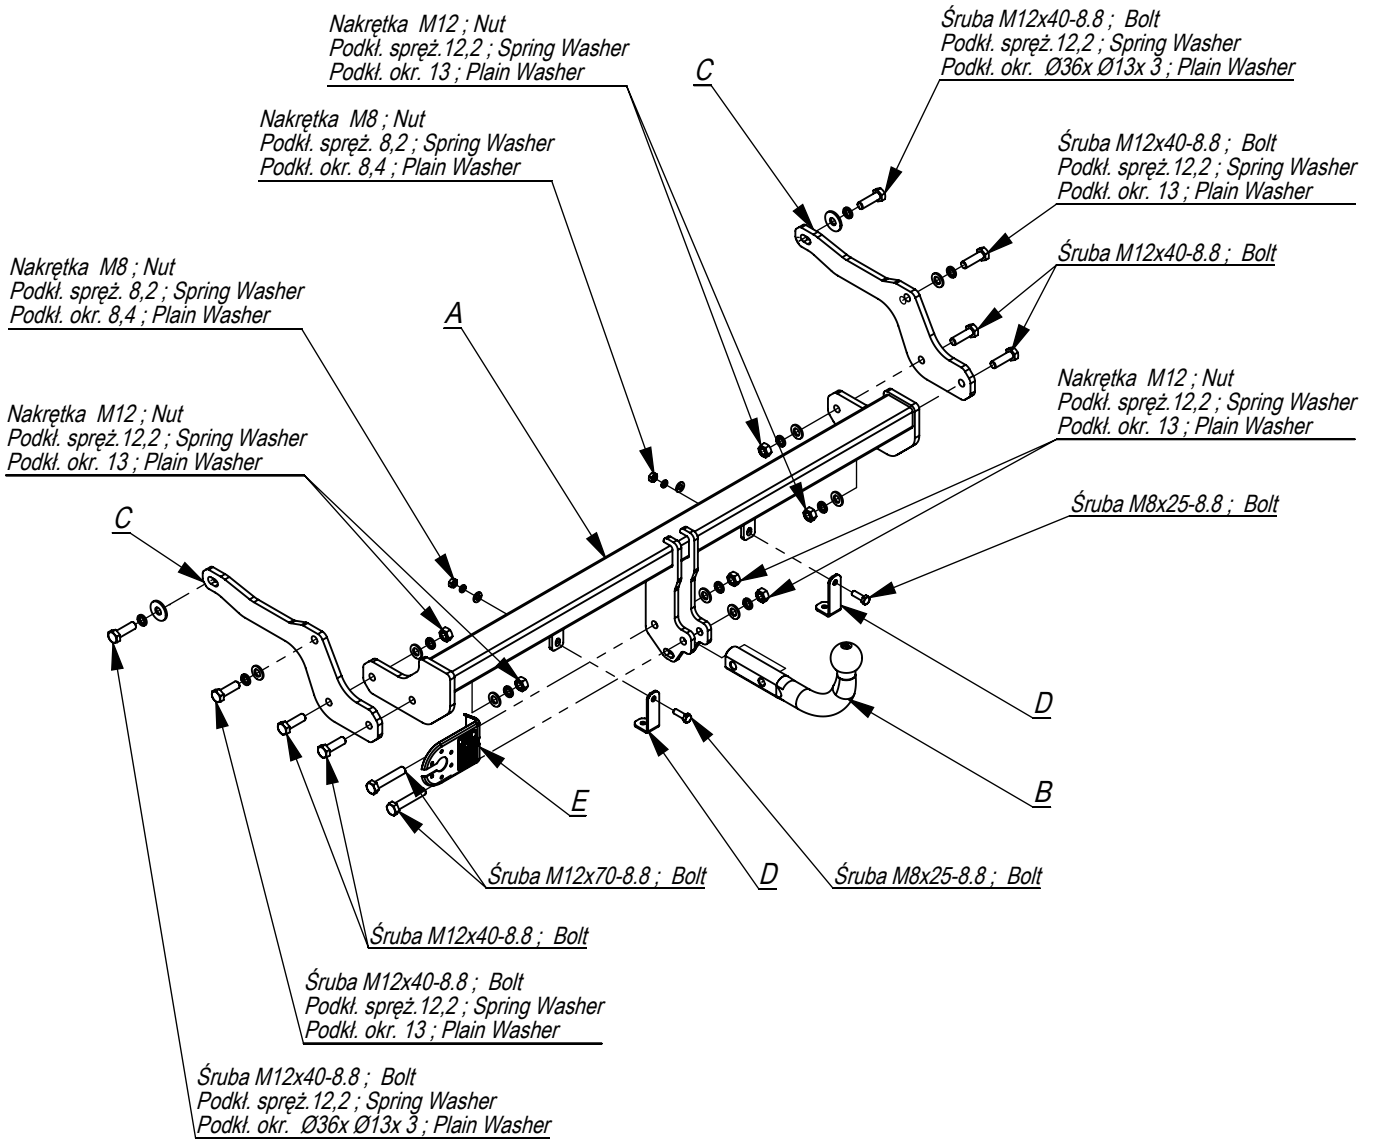 Nakrętka M12 ; Nut
Podkł. spręż.12,2 ; Spring Washer
Podkł. okr. 13 ; Plain Washer
Śruba M12x40-8.8 ; Bolt
Podkł. spręż.12,2 ; Spring Washer
Podkł. okr. Ø36x Ø13x 3 ; Plain Washer
C
Nakrętka M8 ; Nut
Podkł. spręż. 8,2 ; Spring Washer
Podkł. okr. 8,4 ; Plain Washer
Śruba M12x40-8.8 ; Bolt
Podkł. spręż.12,2 ; Spring Washer
Podkł. okr. 13 ; Plain Washer
Śruba M12x40-8.8 ; Bolt
Nakrętka M8 ; Nut
Podkł. spręż. 8,2 ; Spring Washer
Podkł. okr. 8,4 ; Plain Washer
A
Nakrętka M12 ; Nut
Podkł. spręż.12,2 ; Spring Washer
Podkł. okr. 13 ; Plain Washer
Nakrętka M12 ; Nut
Podkł. spręż.12,2 ; Spring Washer
Podkł. okr. 13 ; Plain Washer
Śruba M8x25-8.8 ; Bolt
C
D
B
E
Śruba M12x70-8.8 ; Bolt
D
Śruba M8x25-8.8 ; Bolt
Śruba M12x40-8.8 ; Bolt
Śruba M12x40-8.8 ; Bolt
Podkł. spręż.12,2 ; Spring Washer
Podkł. okr. 13 ; Plain Washer
Śruba M12x40-8.8 ; Bolt
Podkł. spręż.12,2 ; Spring Washer
Podkł. okr. Ø36x Ø13x 3 ; Plain Washer